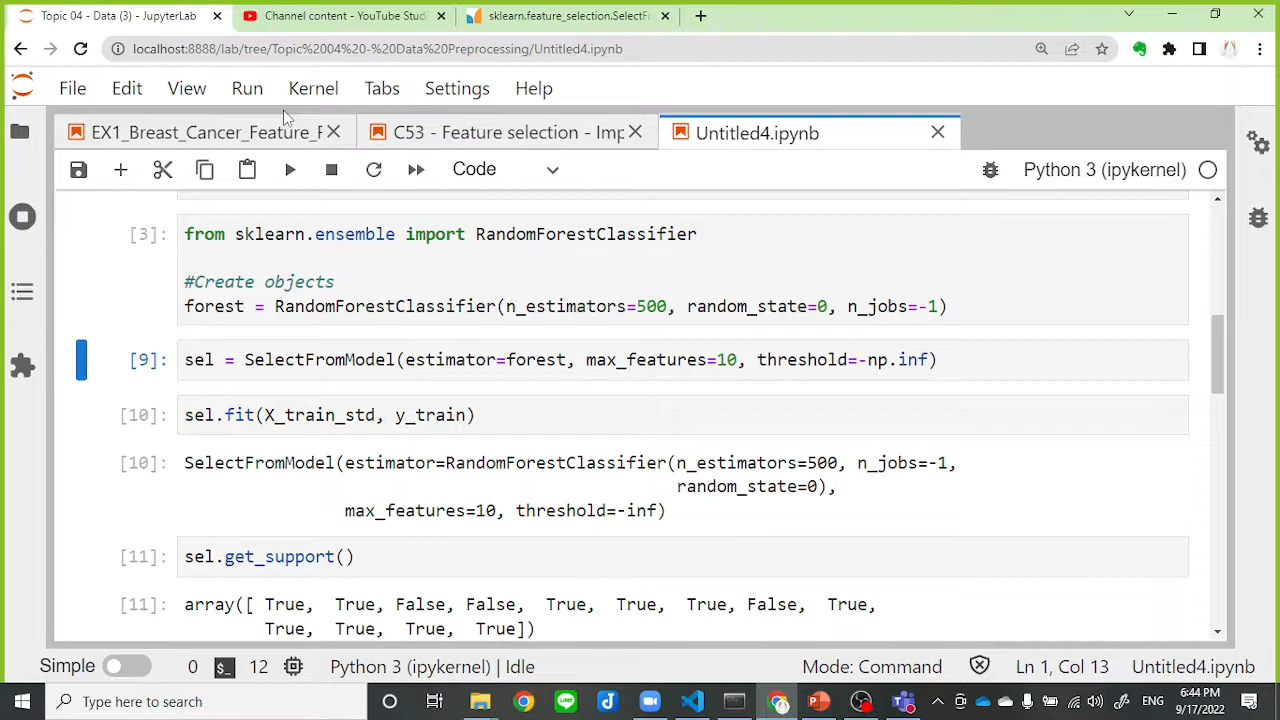 Topic 04 - Data (3) - JupyterLab
Channel content - YouTube Studi
sklearn.feature_selection.SelectFr
localhost:8888/lab/tree/Topic%2004%20-%20Data%20Preprocessing/Untitled4.ipynb
File Edit View Run Kernel Tabs Settings Help
EX1_Breast_Cancer_Feature_F
C53 - Feature selection - Imp
Untitled4.ipynb
Code
Python 3 (ipykernel)
[3]: from sklearn.ensemble import RandomForestClassifier
#Create objects
forest = RandomForestClassifier(n_estimators=500, random_state=0, n_jobs=-1)
[9]: sel = SelectFromModel(estimator=forest, max_features=10, threshold=-np.inf)
[10]: sel.fit(X_train_std, y_train)
[10]: SelectFromModel(estimator=RandomForestClassifier(n_estimators=500, n_jobs=-1,
random_state=0),
max_features=10, threshold=-inf)
[11]: sel.get_support()
[11]: array([ True, True, False, False, True, True, True, False, True,
True, True, True, True])
Simple 0 $_ 12 Python 3 (ipykernel) | Idle Mode: Command Ln 1, Col 13 Untitled4.ipynb
Type here to search
ENG
6:44 PM
9/17/2022